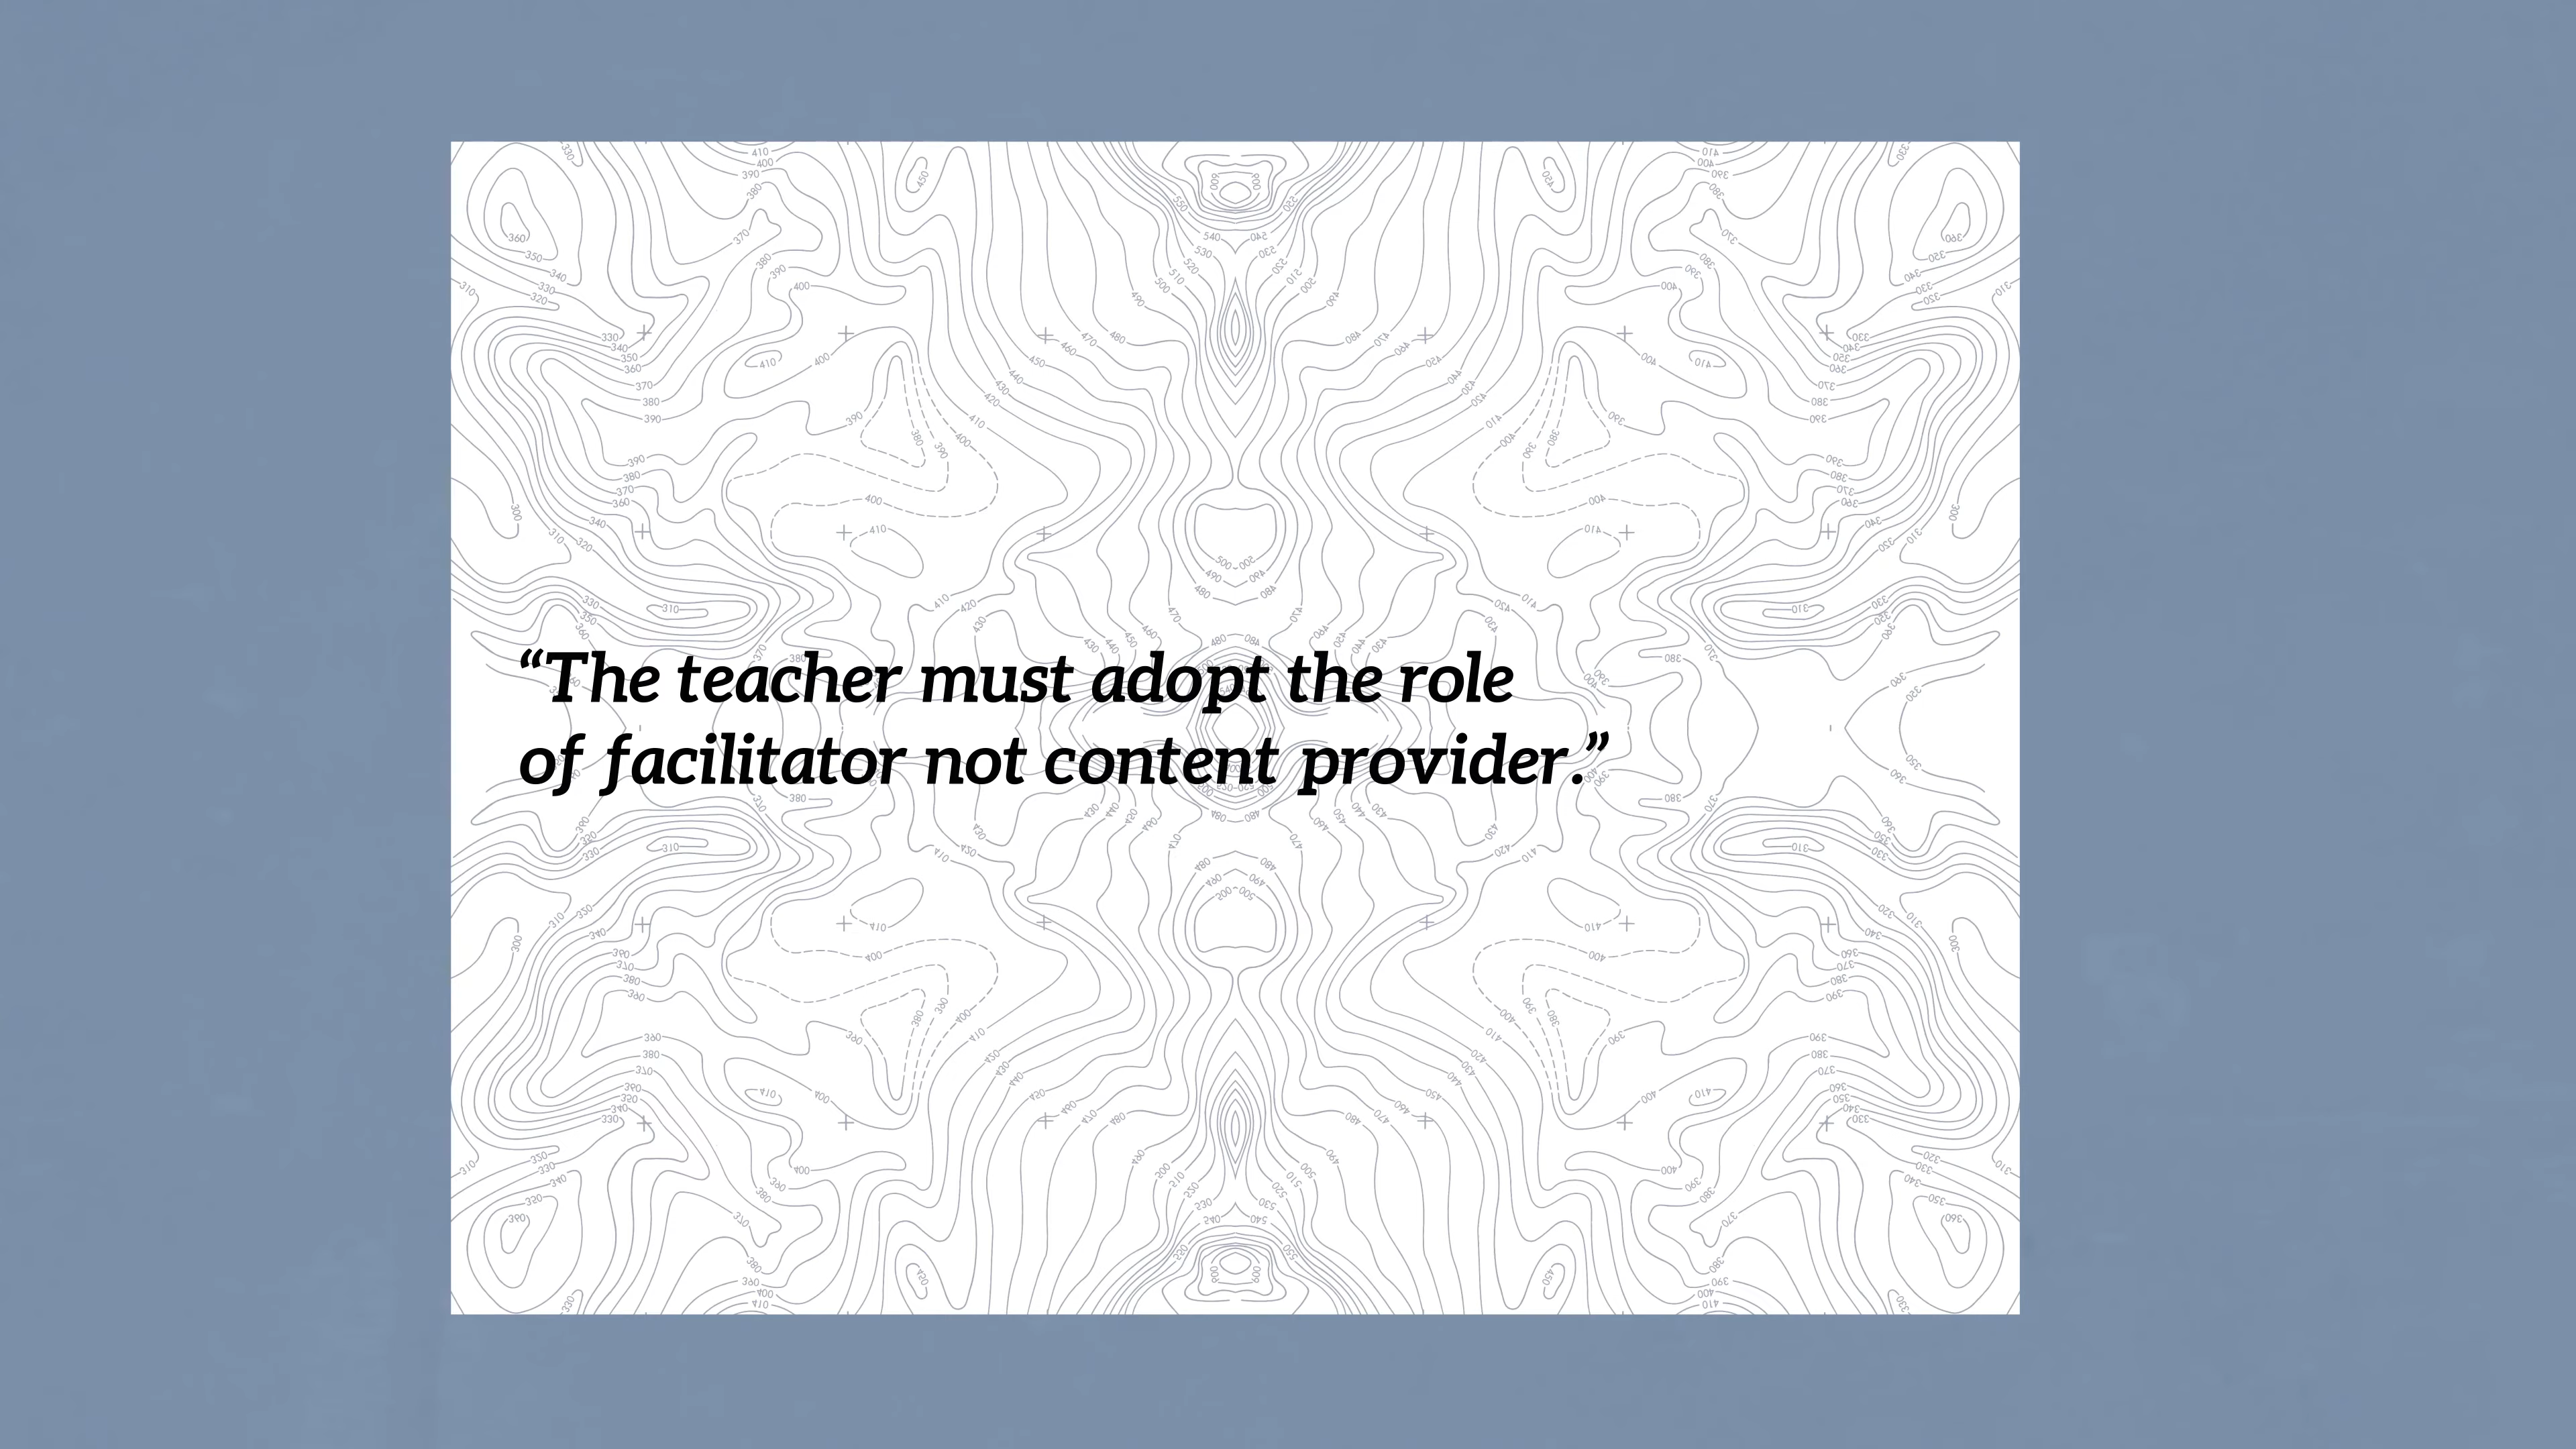 “The teacher must adopt the role
of facilitator not content provider.”